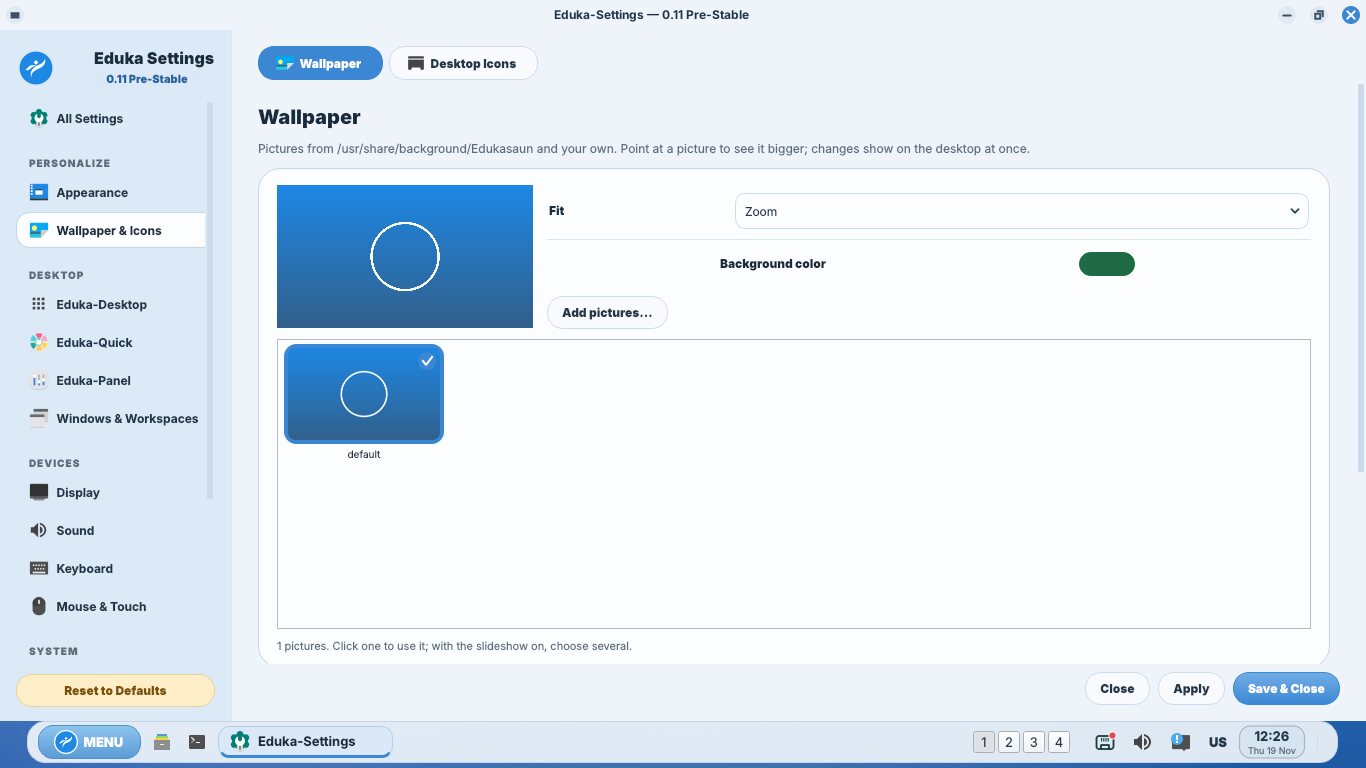 Eduka-Settings — 0.11 Pre-Stable
Eduka Settings
0.11 Pre-Stable
All Settings
PERSONALIZE
Appearance
Wallpaper & Icons
DESKTOP
Eduka-Desktop
Eduka-Quick
Eduka-Panel
Windows & Workspaces
DEVICES
Display
Sound
Keyboard
Mouse & Touch
SYSTEM
Reset to Defaults
Wallpaper
Desktop Icons
Wallpaper
Pictures from /usr/share/background/Edukasaun and your own. Point at a picture to see it bigger; changes show on the desktop at once.
Fit
Zoom
Background color
Add pictures...
default
1 pictures. Click one to use it; with the slideshow on, choose several.
Close
Apply
Save & Close
MENU
Eduka-Settings
1 2 3 4
US
12:26
Thu 19 Nov